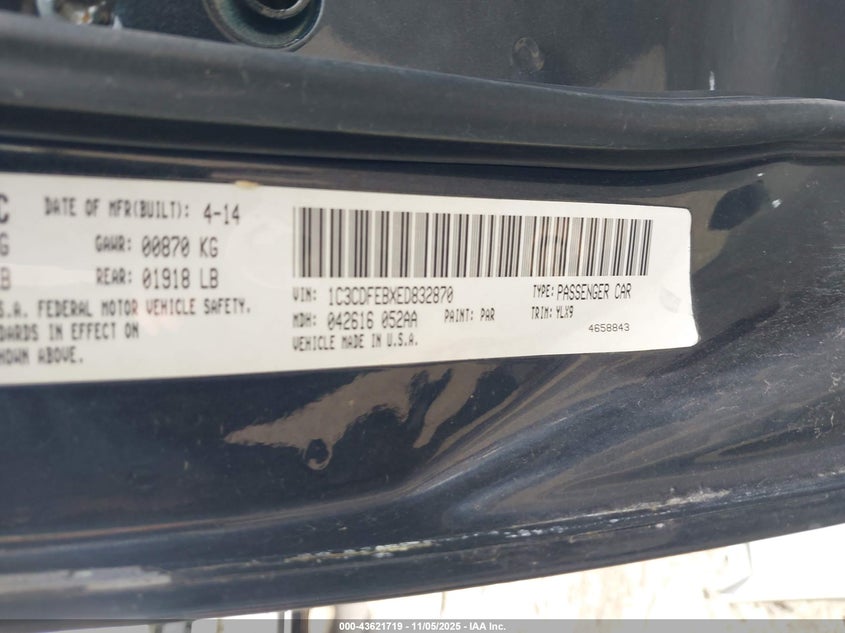 C DATE OF MFR(BUILT): 4-14
G GAWR: 00870 KG
B REAR: 01918 LB
S.A. FEDERAL MOTOR VEHICLE SAFETY,
DARDS IN EFFECT ON
HOWN ABOVE.
VIN: 1C3CDFEBXED832870 TYPE: PASSENGER CAR
MDH: 042616 052AA PAINT: PAR TRIM: YLX9
VEHICLE MADE IN U.S.A. 4658843
000-43621719 - 11/05/2025 - IAA Inc.